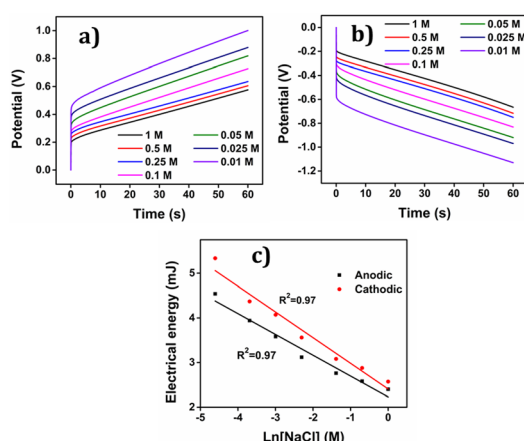 a)
Potential (V)
1.0
0.8
0.6
0.4
0.2
0.0
1 M
0.5 M
0.25 M
0.1 M
0.05 M
0.025 M
0.01 M
0 10 20 30 40 50 60
Time (s)
b)
Potential (V)
-0.0
-0.2
-0.4
-0.6
-0.8
-1.0
-1.2
1 M
0.5 M
0.25 M
0.1 M
0.05 M
0.025 M
0.01 M
0 10 20 30 40 50 60
Time (s)
c)
Electrical energy (mJ)
5
4
3
2
R²=0.97
R²=0.97
Anodic
Cathodic
-5 -4 -3 -2 -1 0
Ln[NaCl] (M)